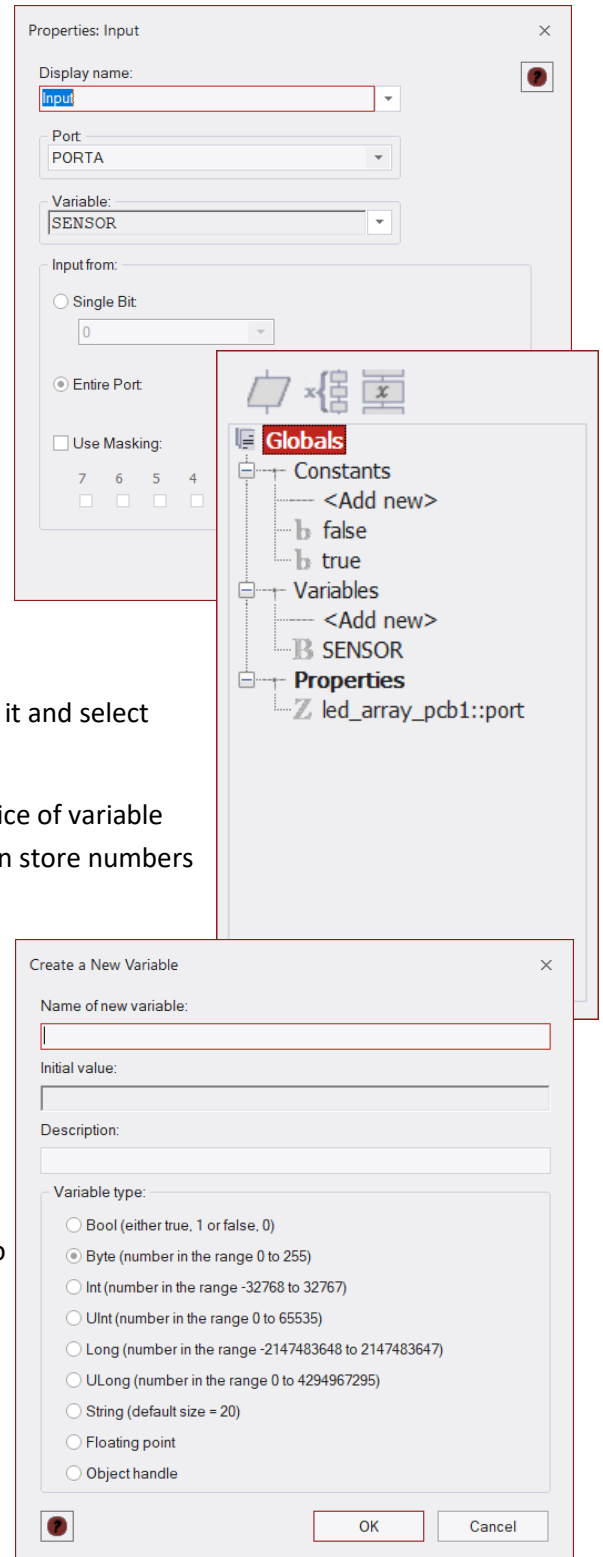 Properties: Input
Display name:
Input
Port:
PORTA
Variable:
SENSOR
Input from:
Single Bit:
0
Entire Port:
Use Masking:
7 6 5 4
x{ x
Globals
Constants
<Add new>
b false
b true
Variables
<Add new>
B SENSOR
Properties
Z led_array_pcb1::port
it and select
ice of variable
n store numbers
Create a New Variable
Name of new variable:
Initial value:
Description:
Variable type:
Bool (either true, 1 or false, 0)
Byte (number in the range 0 to 255)
Int (number in the range -32768 to 32767)
UInt (number in the range 0 to 65535)
Long (number in the range -2147483648 to 2147483647)
ULong (number in the range 0 to 4294967295)
String (default size = 20)
Floating point
Object handle
?
OK Cancel